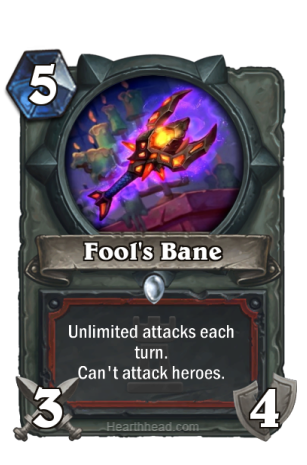 5
Fool's Bane
Unlimited attacks each
turn.
Can't attack heroes.
3
4
Hearthhead.com